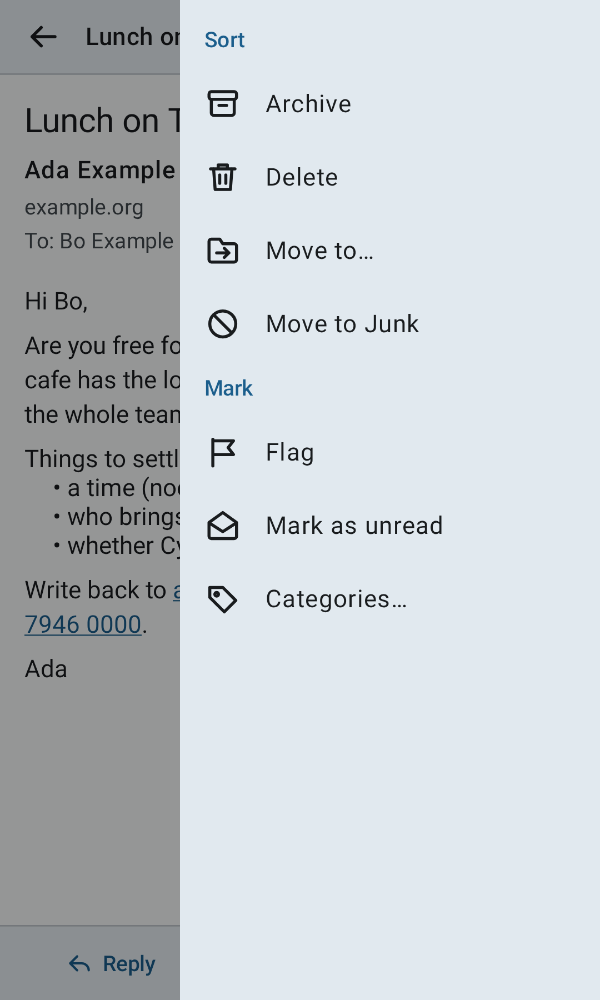 Lunch on
Lunch on T
Ada Example
example.org
To: Bo Example
Hi Bo,
Are you free fo
cafe has the lo
the whole team
Things to settl
• a time (noo
• who brings
• whether Cy
Write back to a
7946 0000.
Ada
Reply
Sort
Archive
Delete
Move to…
Move to Junk
Mark
Flag
Mark as unread
Categories…